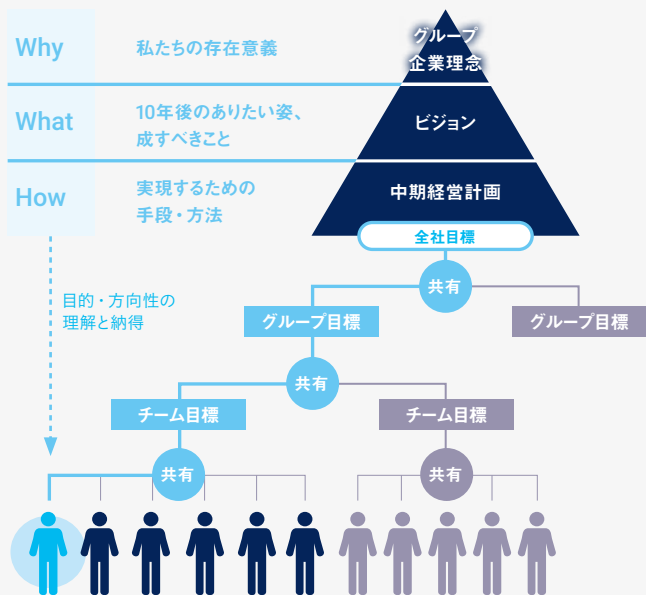 Why
私たちの存在意義
グループ
企業理念
What
10年後のありたい姿、
成すべきこと
ビジョン
How
実現するための
手段・方法
中期経営計画
全社目標
共有
目的・方向性の
理解と納得
グループ目標
グループ目標
共有
チーム目標
チーム目標
共有
共有